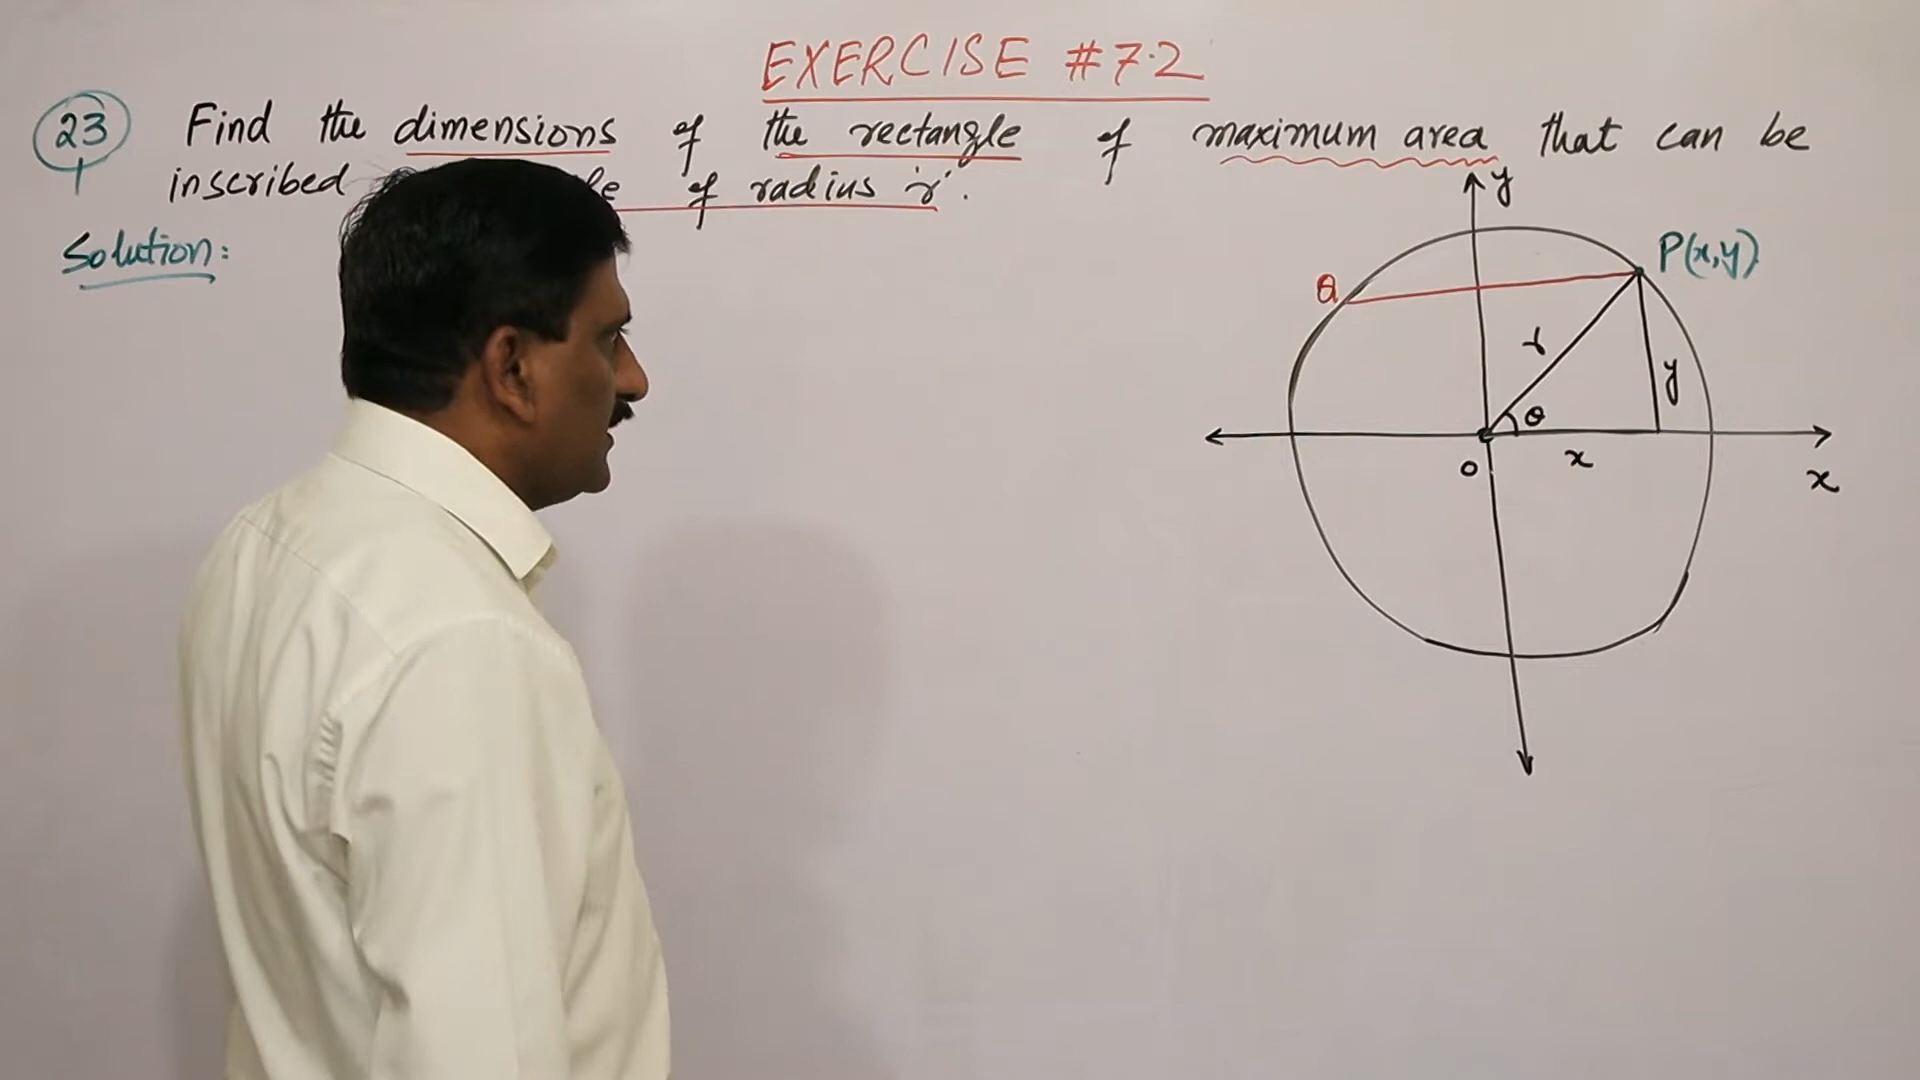 EXERCISE #7.2
23 Find the dimensions of the rectangle of maximum area that can be
inscribed of radius 'r'.
Solution:
y
P(x,y)
Q
r
y
θ
o
x
x